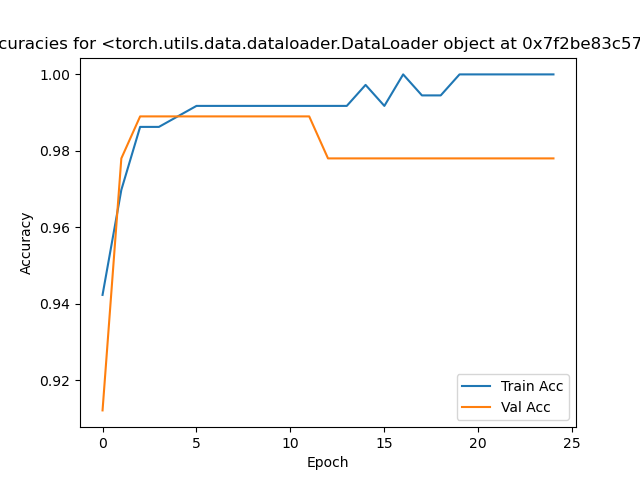 curacies for <torch.utils.data.dataloader.DataLoader object at 0x7f2be83c57
1.00
0.98
0.96
0.94
0.92
Accuracy
0
5
10
15
20
25
Epoch
Train Acc
Val Acc